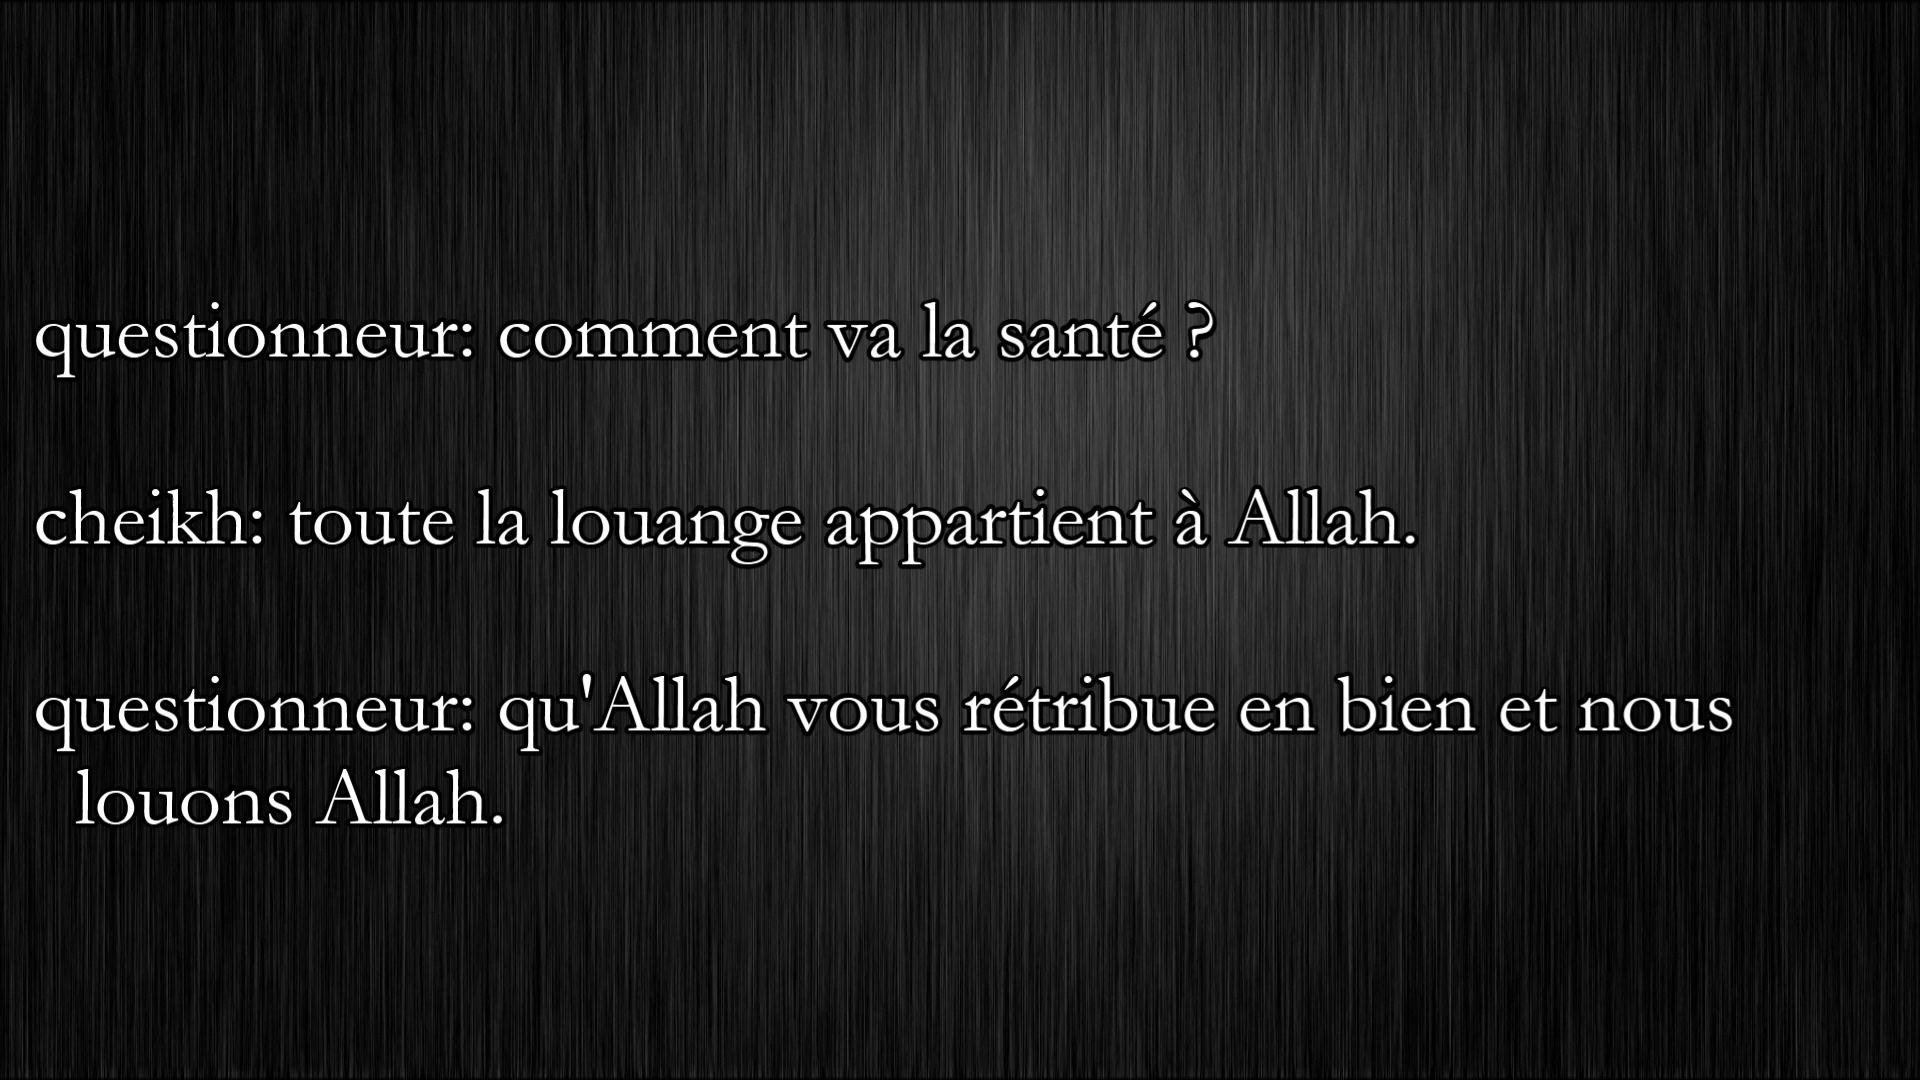 questionneur: comment va la santé ?
cheikh: toute la louange appartient à Allah.
questionneur: qu'Allah vous rétribue en bien et nous
louons Allah.